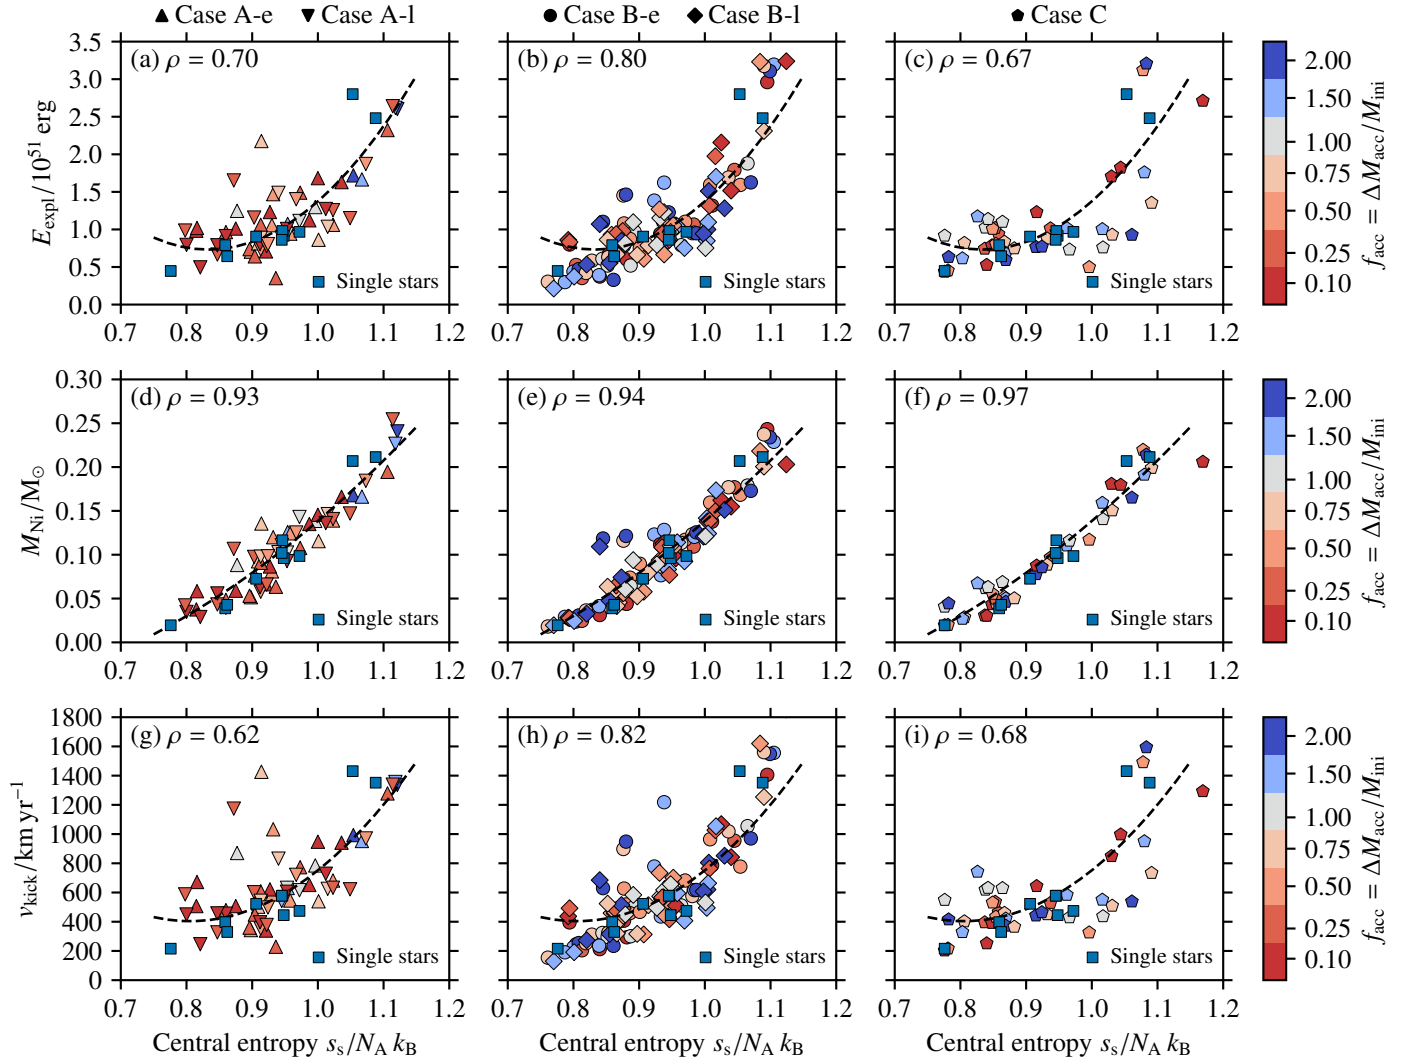 Case A-e Case A-l Case B-e Case B-l Case C
(a) ρ = 0.70 (b) ρ = 0.80 (c) ρ = 0.67
E_expl/10^51 erg
3.5
3.0
2.5
2.0
1.5
1.0
0.5
0.0
Single stars Single stars Single stars
0.7 0.8 0.9 1.0 1.1 1.2 0.7 0.8 0.9 1.0 1.1 1.2 0.7 0.8 0.9 1.0 1.1 1.2
2.00
1.50
1.00
0.75
0.50
0.25
0.10
f_acc = ΔM_acc/M_ini
(d) ρ = 0.93 (e) ρ = 0.94 (f) ρ = 0.97
M_Ni/M_⊙
0.30
0.25
0.20
0.15
0.10
0.05
0.00
Single stars Single stars Single stars
0.7 0.8 0.9 1.0 1.1 1.2 0.7 0.8 0.9 1.0 1.1 1.2 0.7 0.8 0.9 1.0 1.1 1.2
2.00
1.50
1.00
0.75
0.50
0.25
0.10
f_acc = ΔM_acc/M_ini
(g) ρ = 0.62 (h) ρ = 0.82 (i) ρ = 0.68
v_kick/km yr^−1
1800
1600
1400
1200
1000
800
600
400
200
0
Single stars Single stars Single stars
0.7 0.8 0.9 1.0 1.1 1.2 0.7 0.8 0.9 1.0 1.1 1.2 0.7 0.8 0.9 1.0 1.1 1.2
Central entropy s_s/N_A k_B Central entropy s_s/N_A k_B Central entropy s_s/N_A k_B
2.00
1.50
1.00
0.75
0.50
0.25
0.10
f_acc = ΔM_acc/M_ini